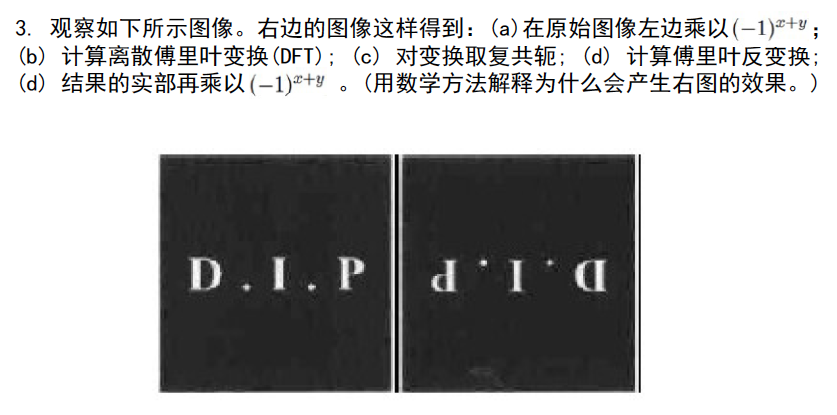 3. 观察如下所示图像。右边的图像这样得到：(a)在原始图像左边乘以(−1)^{x+y}；
(b) 计算离散傅里叶变换(DFT)；(c) 对变换取复共轭；(d) 计算傅里叶反变换；
(d) 结果的实部再乘以(−1)^{x+y} 。(用数学方法解释为什么会产生右图的效果。)
D.I.P
D.I.P